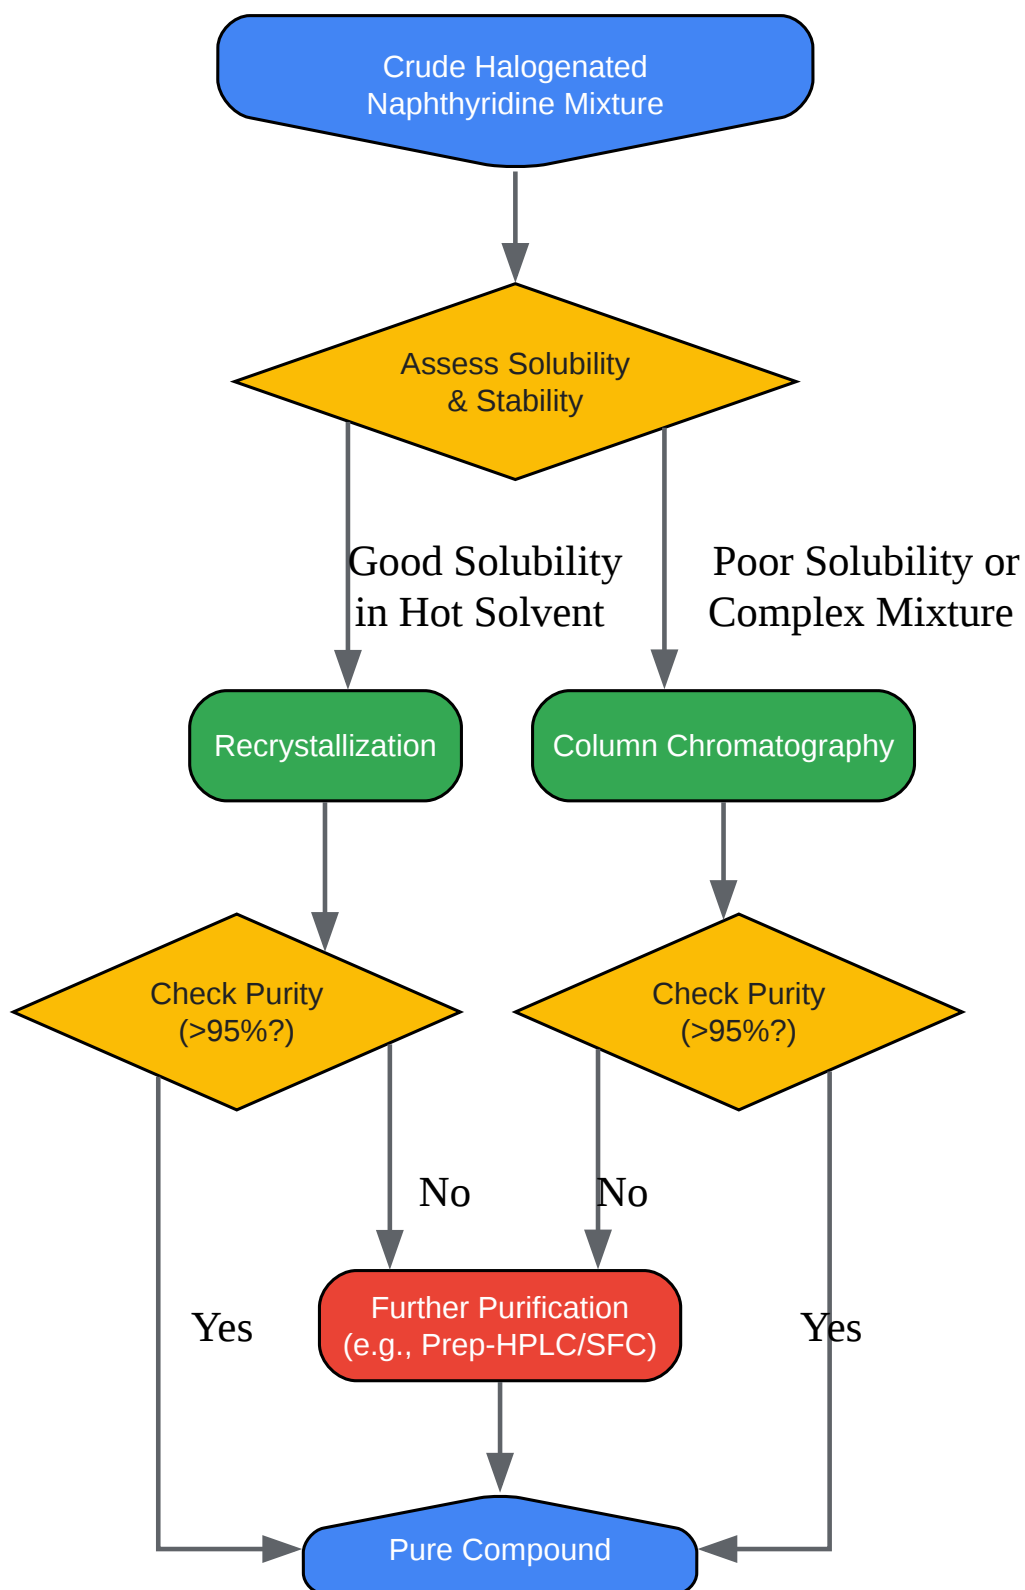 Crude Halogenated
Naphthyridine Mixture
Assess Solubility
& Stability
Good Solubility
in Hot Solvent
Poor Solubility or
Complex Mixture
Recrystallization
Column Chromatography
Check Purity
(>95%?)
Check Purity
(>95%?)
No
No
Further Purification
(e.g., Prep-HPLC/SFC)
Yes
Yes
Pure Compound